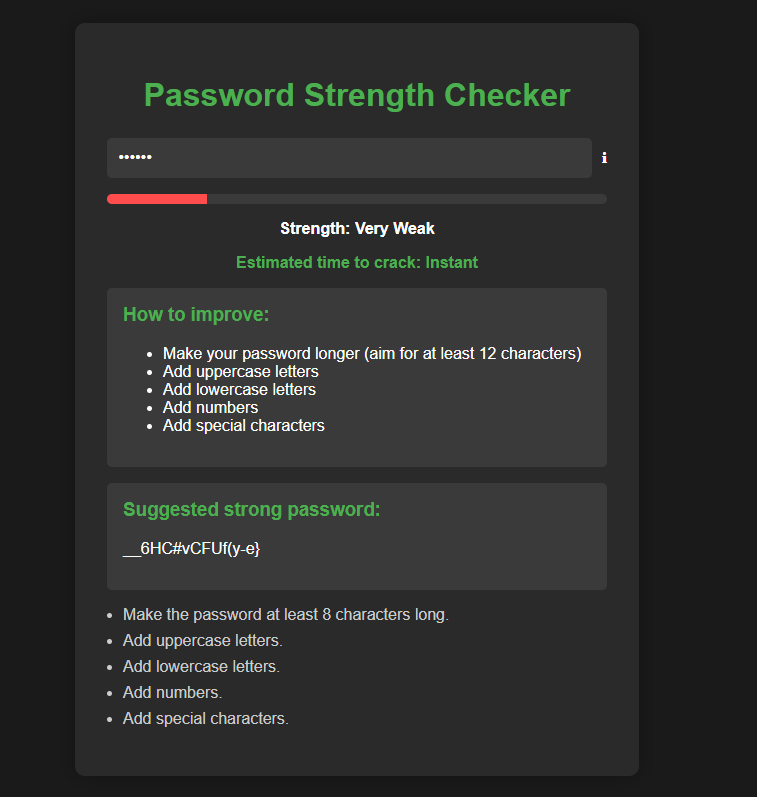 Password Strength Checker
••••••
ℹ
Strength: Very Weak
Estimated time to crack: Instant
How to improve:
• Make your password longer (aim for at least 12 characters)
• Add uppercase letters
• Add lowercase letters
• Add numbers
• Add special characters
Suggested strong password:
__6HC#vCFUf(y-e}
• Make the password at least 8 characters long.
• Add uppercase letters.
• Add lowercase letters.
• Add numbers.
• Add special characters.